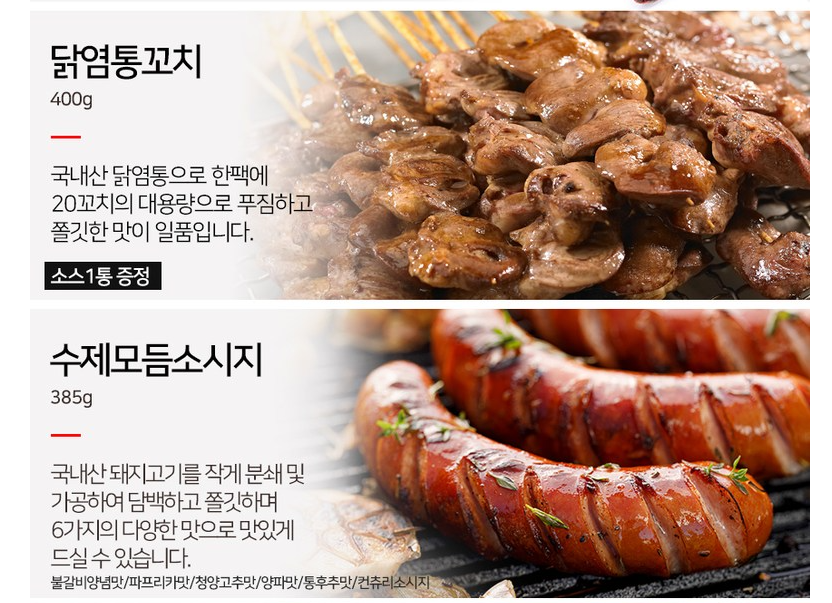 닭염통꼬치
400g
국내산 닭염통으로 한팩에
20꼬치의 대용량으로 푸짐하고
쫄깃한 맛이 일품입니다.
소스1통 증정
수제모듬소시지
385g
국내산 돼지고기를 작게 분쇄 및
가공하여 담백하고 쫄깃하며
6가지의 다양한 맛으로 맛있게
드실 수 있습니다.
불갈비양념맛/파프리카맛/청양고추맛/양파맛/통후추맛/컨츄리소시지